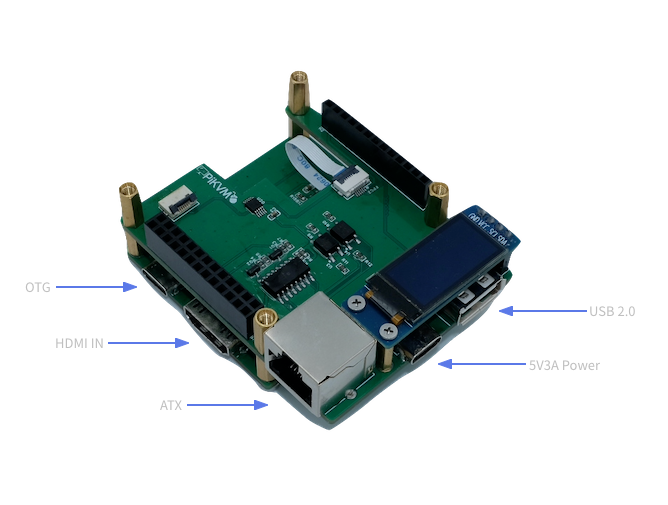 PiKVM
OTG
USB 2.0
HDMI IN
5V3A Power
ATX